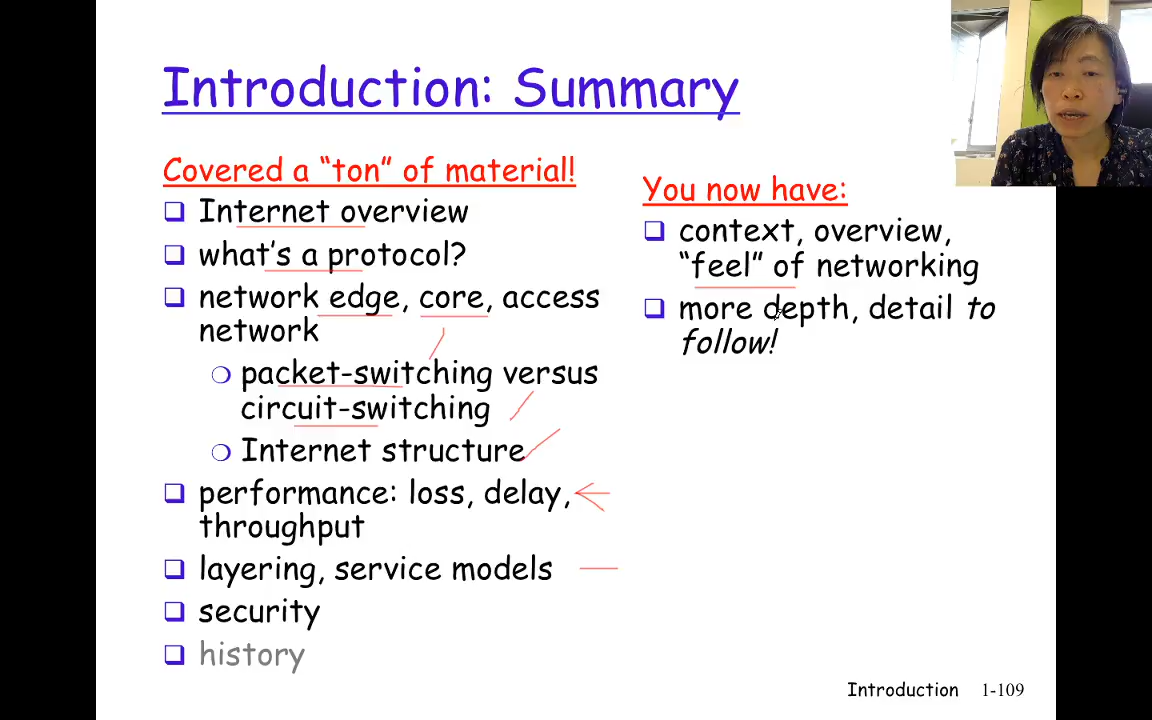 Introduction: Summary
Covered a “ton” of material!
Internet overview
what’s a protocol?
network edge, core, access
network
packet-switching versus
circuit-switching
Internet structure
performance: loss, delay,
throughput
layering, service models
security
history
You now have:
context, overview,
“feel” of networking
more depth, detail to
follow!
Introduction 1-109